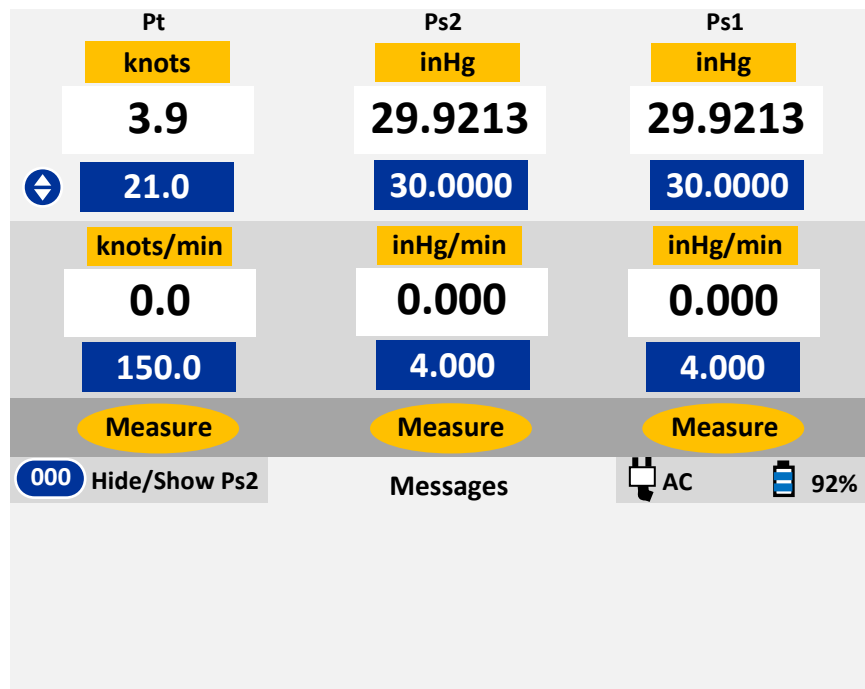 Pt Ps2 Ps1
knots inHg inHg
3.9 29.9213 29.9213
21.0 30.0000 30.0000
knots/min inHg/min inHg/min
0.0 0.000 0.000
150.0 4.000 4.000
Measure Measure Measure
000 Hide/Show Ps2 Messages AC 92%